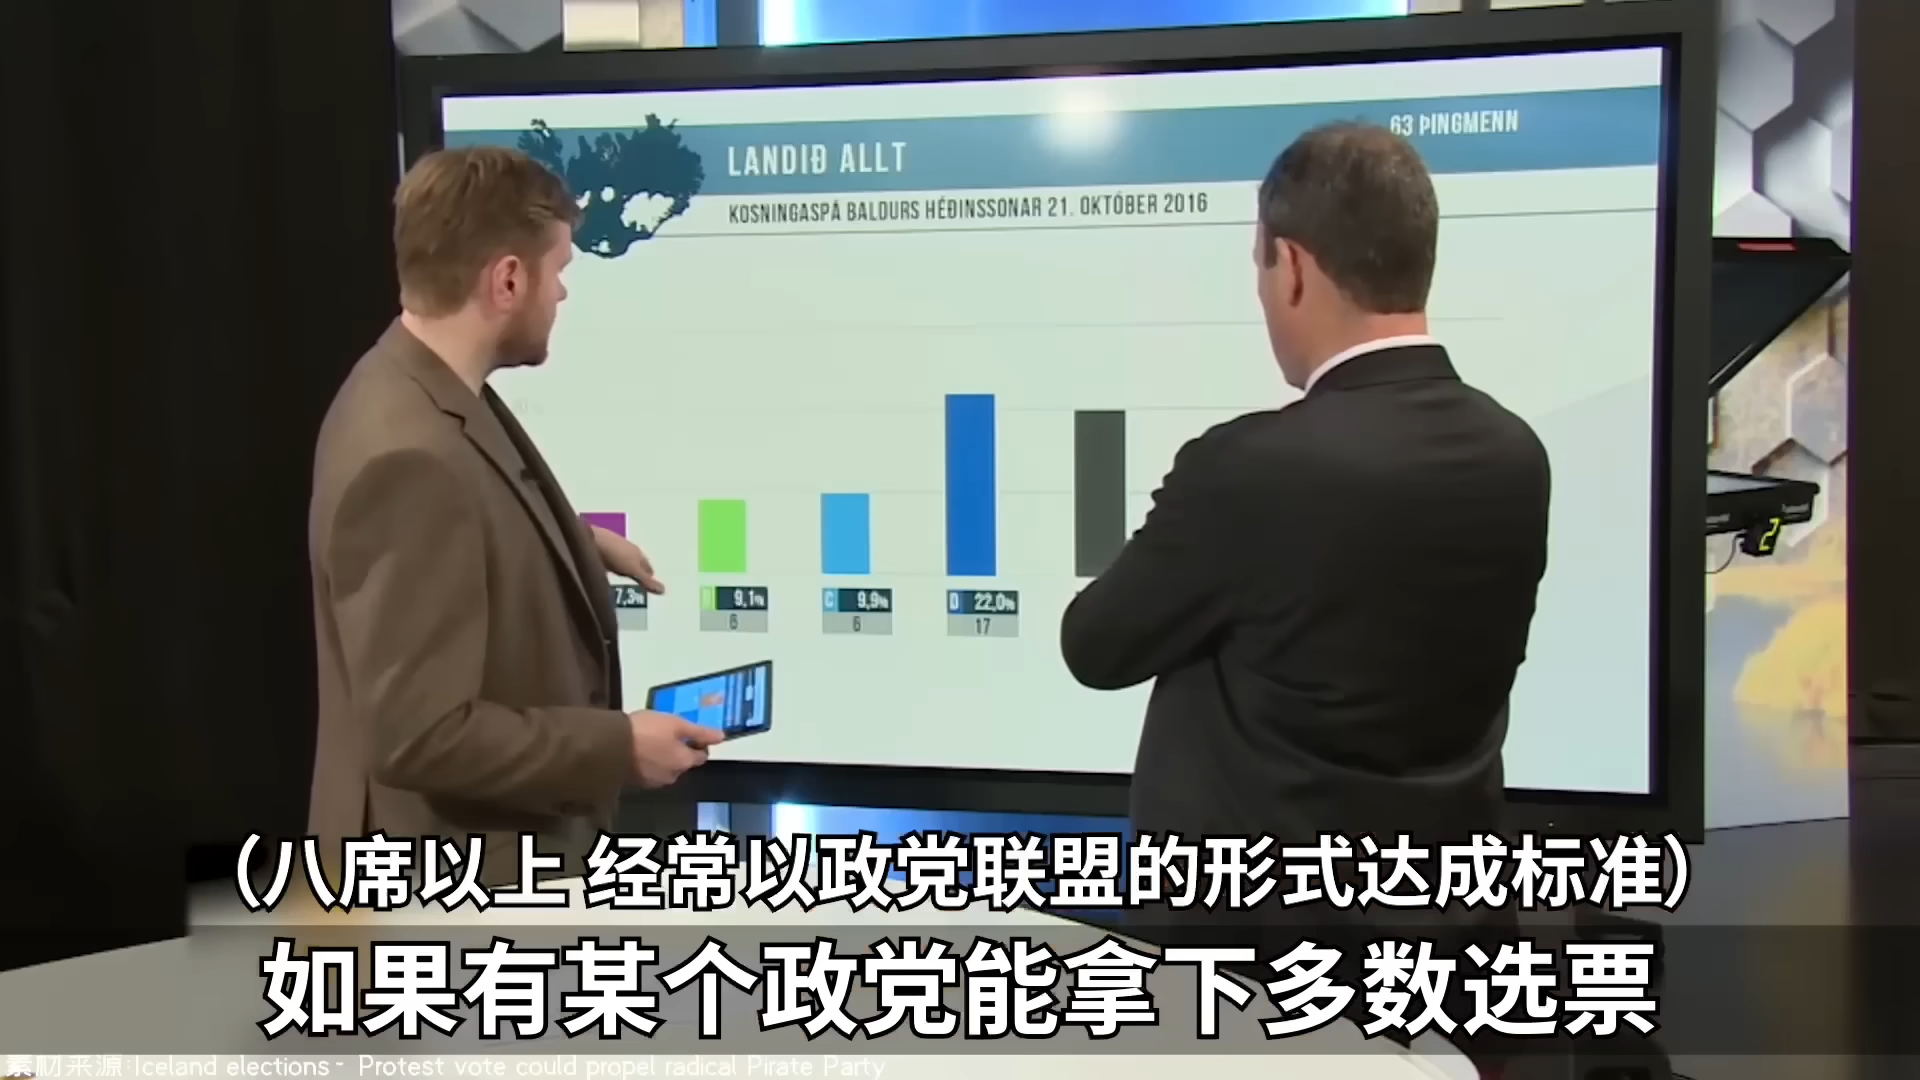 63 ÞINGMENN
LANDIÐ ALLT
KOSNINGASPÁ BALDURS HÉÐINSSONAR 21. OKTÓBER 2016
7,3% 9,1% C 9,9% D 22,0%
6 6 17
2
（八席以上 经常以政党联盟的形式达成标准）
如果有某个政党能拿下多数选票
素材来源:Iceland elections - Protest vote could propel radical Pirate Party